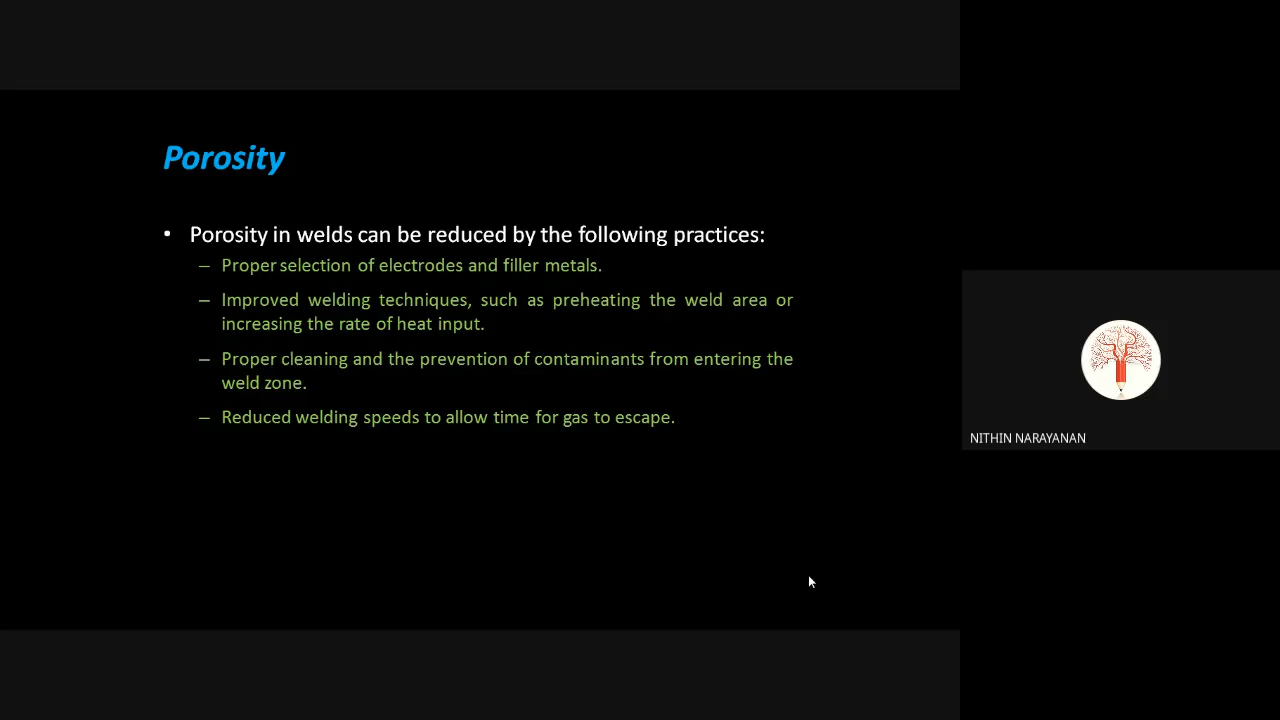 Porosity
• Porosity in welds can be reduced by the following practices:
– Proper selection of electrodes and filler metals.
– Improved welding techniques, such as preheating the weld area or
increasing the rate of heat input.
– Proper cleaning and the prevention of contaminants from entering the
weld zone.
– Reduced welding speeds to allow time for gas to escape.
NITHIN NARAYANAN